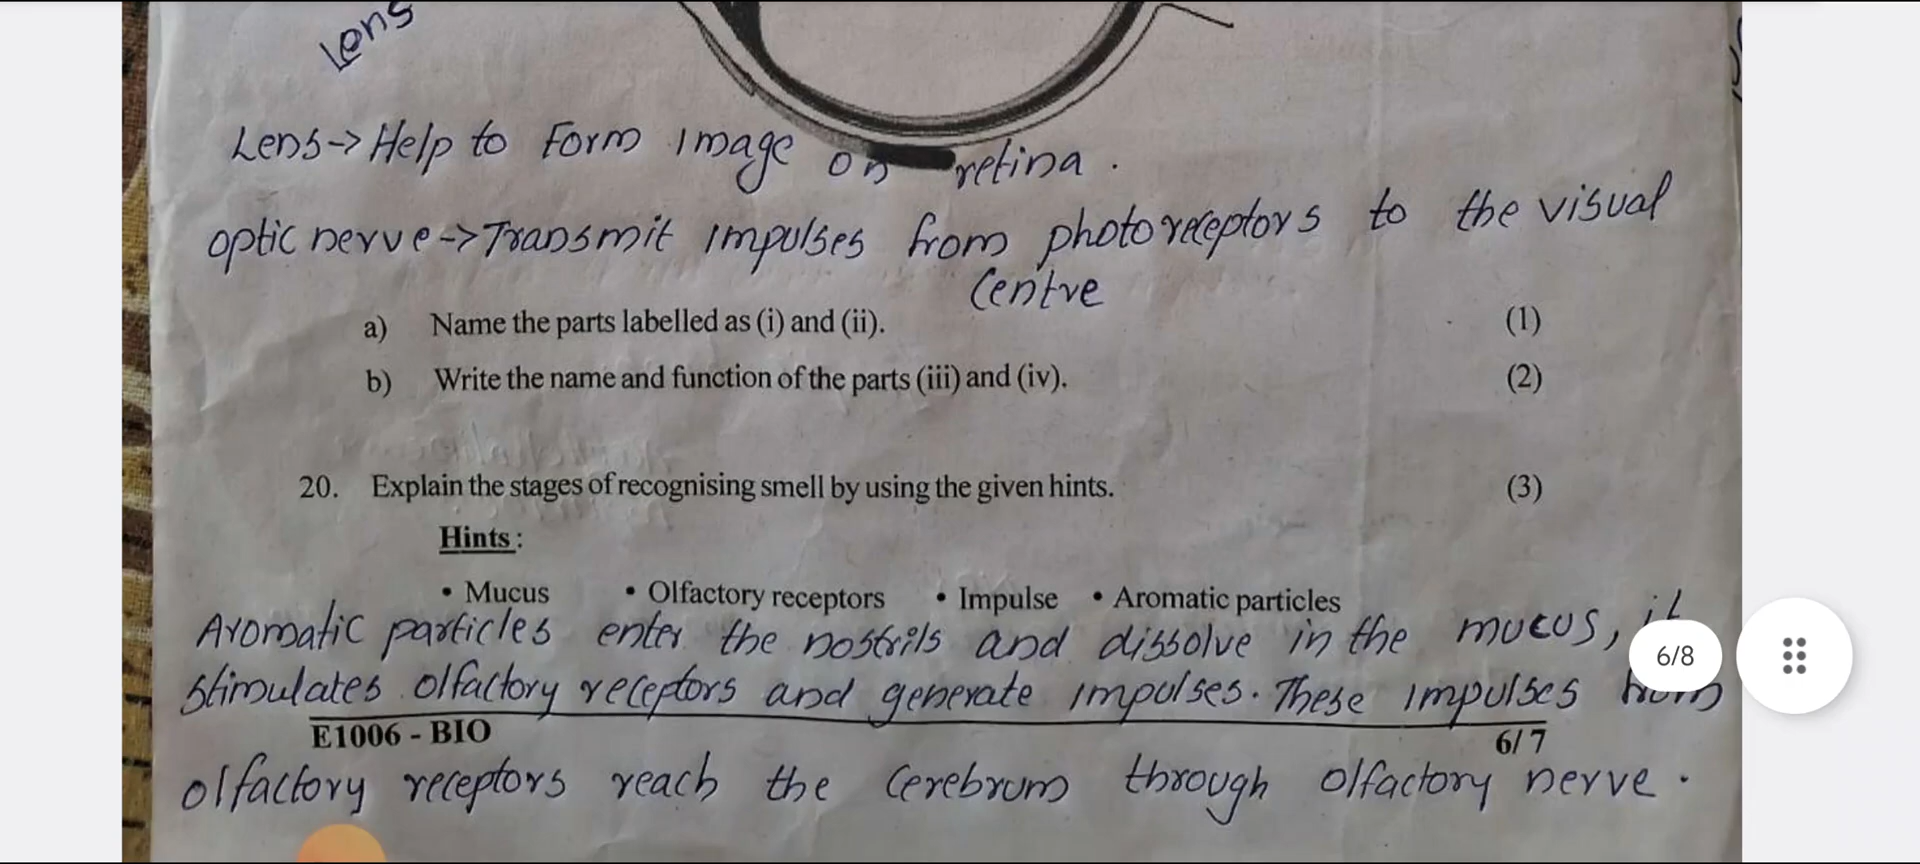 Lens
Lens->Help to Form Image on retina.
optic nerve->Transmit impulses from photoreceptors to the visual
Centre
a) Name the parts labelled as (i) and (ii). (1)
b) Write the name and function of the parts (iii) and (iv). (2)
20. Explain the stages of recognising smell by using the given hints. (3)
Hints :
• Mucus • Olfactory receptors • Impulse • Aromatic particles
Aromatic particles enter the nostrils and dissolve in the mucus, it
6/8
stimulates olfactory receptors and generate impulses. These impulses from
E1006 - BIO 6/7
olfactory receptors reach the Cerebrum through olfactory nerve.